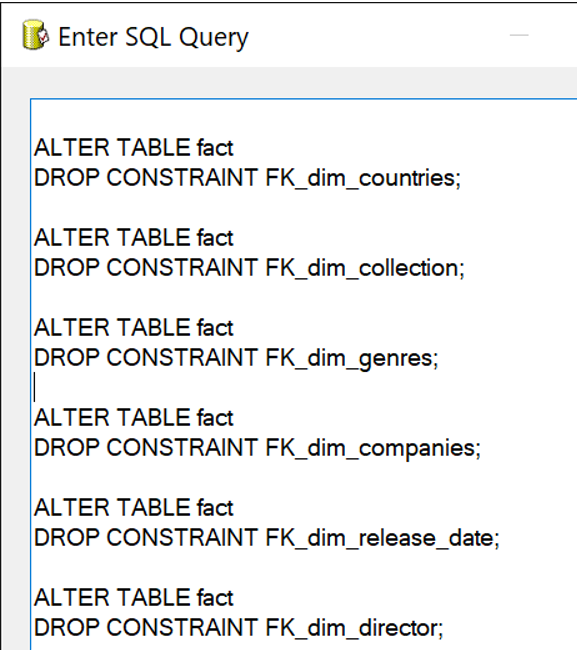 Enter SQL Query
ALTER TABLE fact
DROP CONSTRAINT FK_dim_countries;
ALTER TABLE fact
DROP CONSTRAINT FK_dim_collection;
ALTER TABLE fact
DROP CONSTRAINT FK_dim_genres;
ALTER TABLE fact
DROP CONSTRAINT FK_dim_companies;
ALTER TABLE fact
DROP CONSTRAINT FK_dim_release_date;
ALTER TABLE fact
DROP CONSTRAINT FK_dim_director;